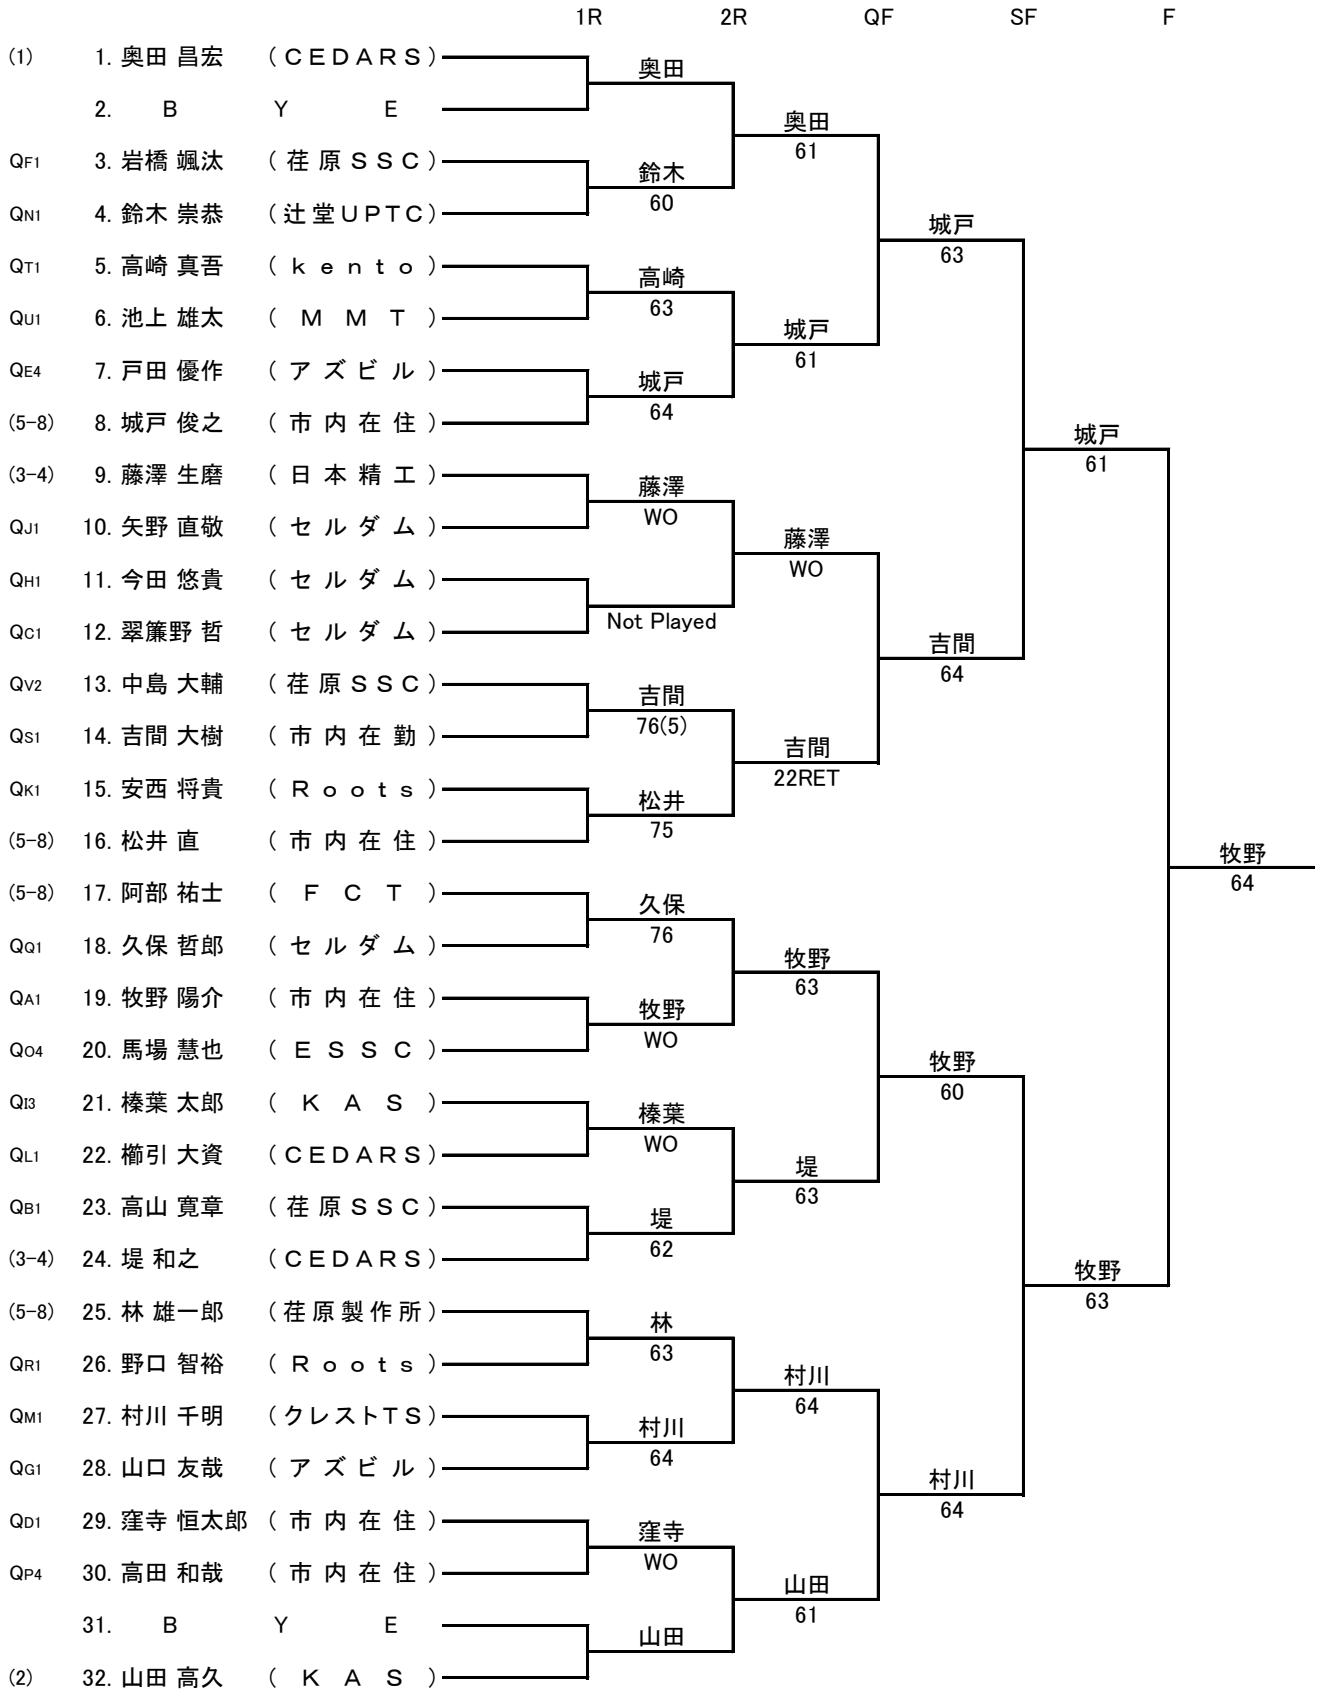 1R 2R QF SF F
(1) 1. 奥田 昌宏 (CEDARS)
奥田
2. B Y E
奥田
61
QF1 3. 岩橋 颯汰 (荏原SSC)
鈴木
60
QN1 4. 鈴木 崇恭 (辻堂UPTC)
城戸
63
QT1 5. 高崎 真吾 (kento)
高崎
63
QU1 6. 池上 雄太 (MMT)
城戸
61
QE4 7. 戸田 優作 (アズビル)
城戸
64
(5-8) 8. 城戸 俊之 (市内在住)
城戸
61
(3-4) 9. 藤澤 生磨 (日本精工)
藤澤
WO
QJ1 10. 矢野 直敬 (セルダム)
藤澤
WO
QH1 11. 今田 悠貴 (セルダム)
Not Played
QC1 12. 翠簾野 哲 (セルダム)
吉間
64
QV2 13. 中島 大輔 (荏原SSC)
吉間
76(5)
QS1 14. 吉間 大樹 (市内在勤)
吉間
22RET
QK1 15. 安西 将貴 (Roots)
松井
75
(5-8) 16. 松井 直 (市内在住)
牧野
64
(5-8) 17. 阿部 祐士 (FCT)
久保
76
QQ1 18. 久保 哲郎 (セルダム)
牧野
63
QA1 19. 牧野 陽介 (市内在住)
牧野
WO
QO4 20. 馬場 慧也 (ESSC)
牧野
60
QI3 21. 榛葉 太郎 (KAS)
榛葉
WO
QL1 22. 櫛引 大資 (CEDARS)
堤
63
QB1 23. 高山 寛章 (荏原SSC)
堤
62
(3-4) 24. 堤 和之 (CEDARS)
牧野
63
(5-8) 25. 林 雄一郎 (荏原製作所)
林
63
QR1 26. 野口 智裕 (Roots)
村川
64
QM1 27. 村川 千明 (クレストTS)
村川
64
QG1 28. 山口 友哉 (アズビル)
村川
64
QD1 29. 窪寺 恒太郎 (市内在住)
窪寺
WO
QP4 30. 高田 和哉 (市内在住)
山田
61
31. B Y E
山田
(2) 32. 山田 高久 (KAS)